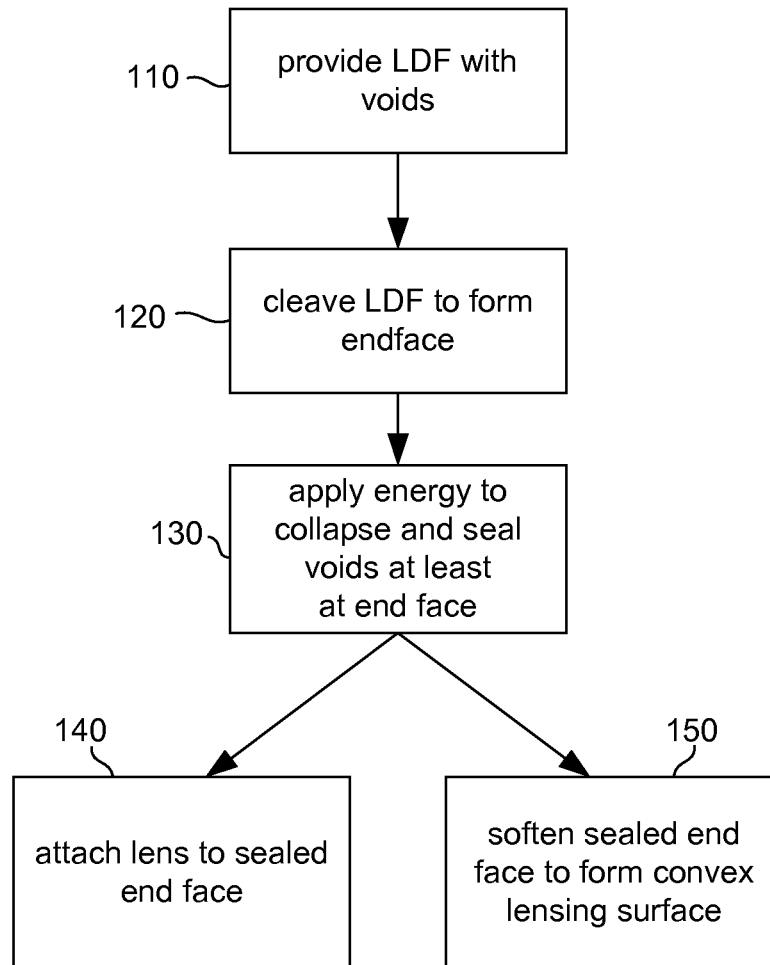 110
provide LDF with
voids
120
cleave LDF to form
endface
130
apply energy to
collapse and seal
voids at least
at end face
140
attach lens to sealed
end face
150
soften sealed end
face to form convex
lensing surface